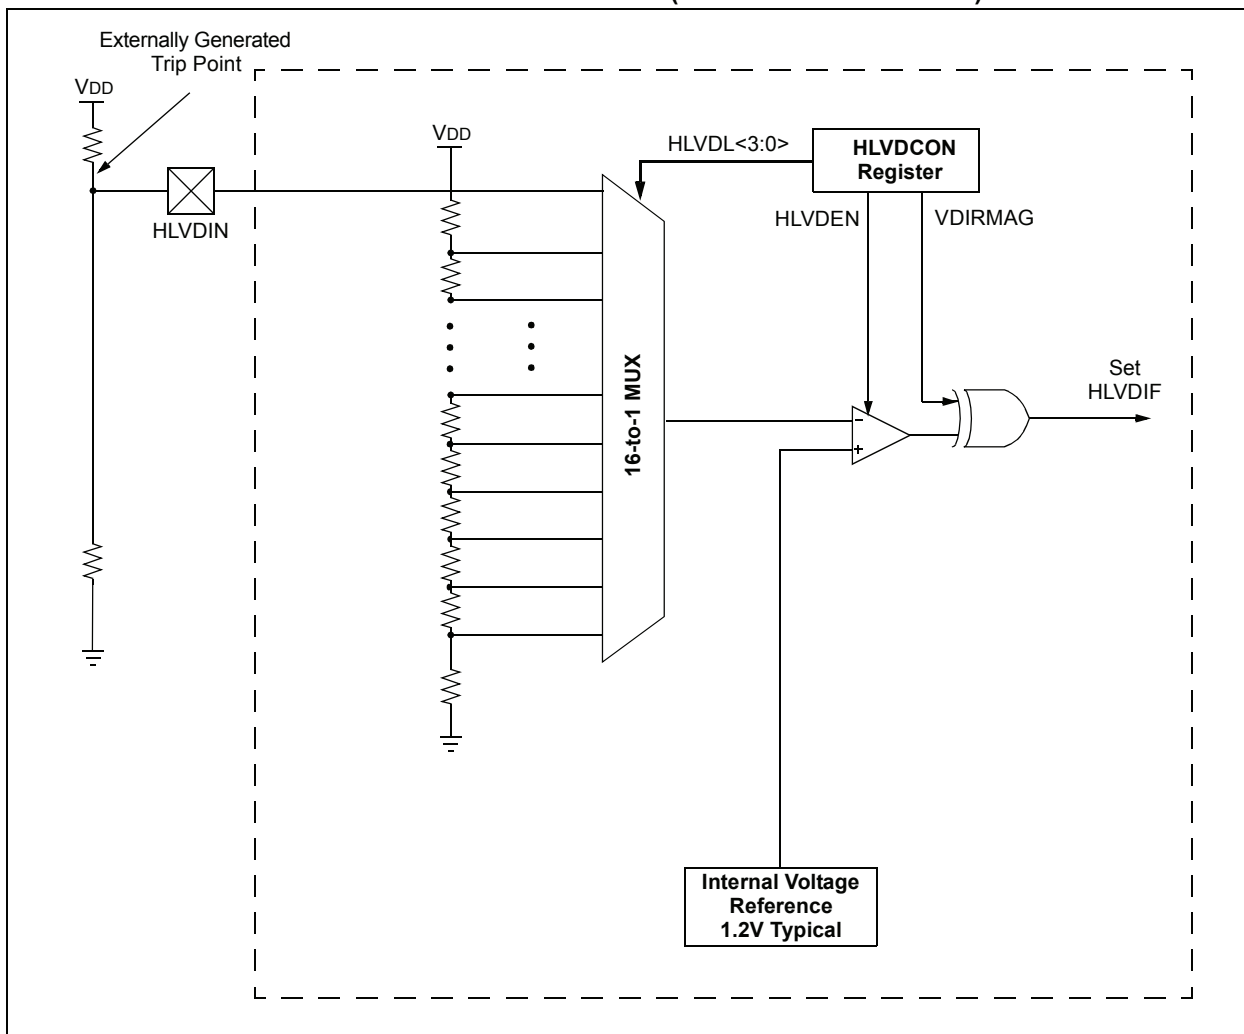 Externally Generated
Trip Point
VDD
VDD
HLVDIN
HLVDL<3:0>
HLVDCON
Register
HLVDEN
VDIRMAG
16-to-1 MUX
–
+
Set
HLVDIF
Internal Voltage
Reference
1.2V Typical